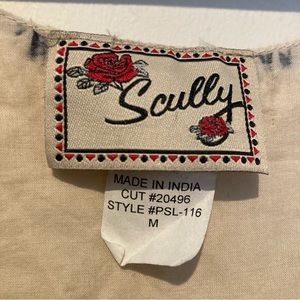 Scully
MADE IN INDIA
CUT #20496
STYLE #PSL-116
M